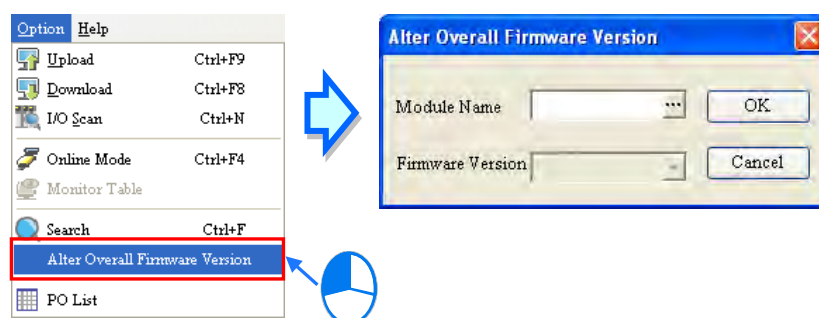 Option Help
Upload Ctrl+F9
Download Ctrl+F8
I/O Scan Ctrl+N
Online Mode Ctrl+F4
Monitor Table
Search Ctrl+F
Alter Overall Firmware Version
PO List
Alter Overall Firmware Version
Module Name ... OK
Firmware Version Cancel